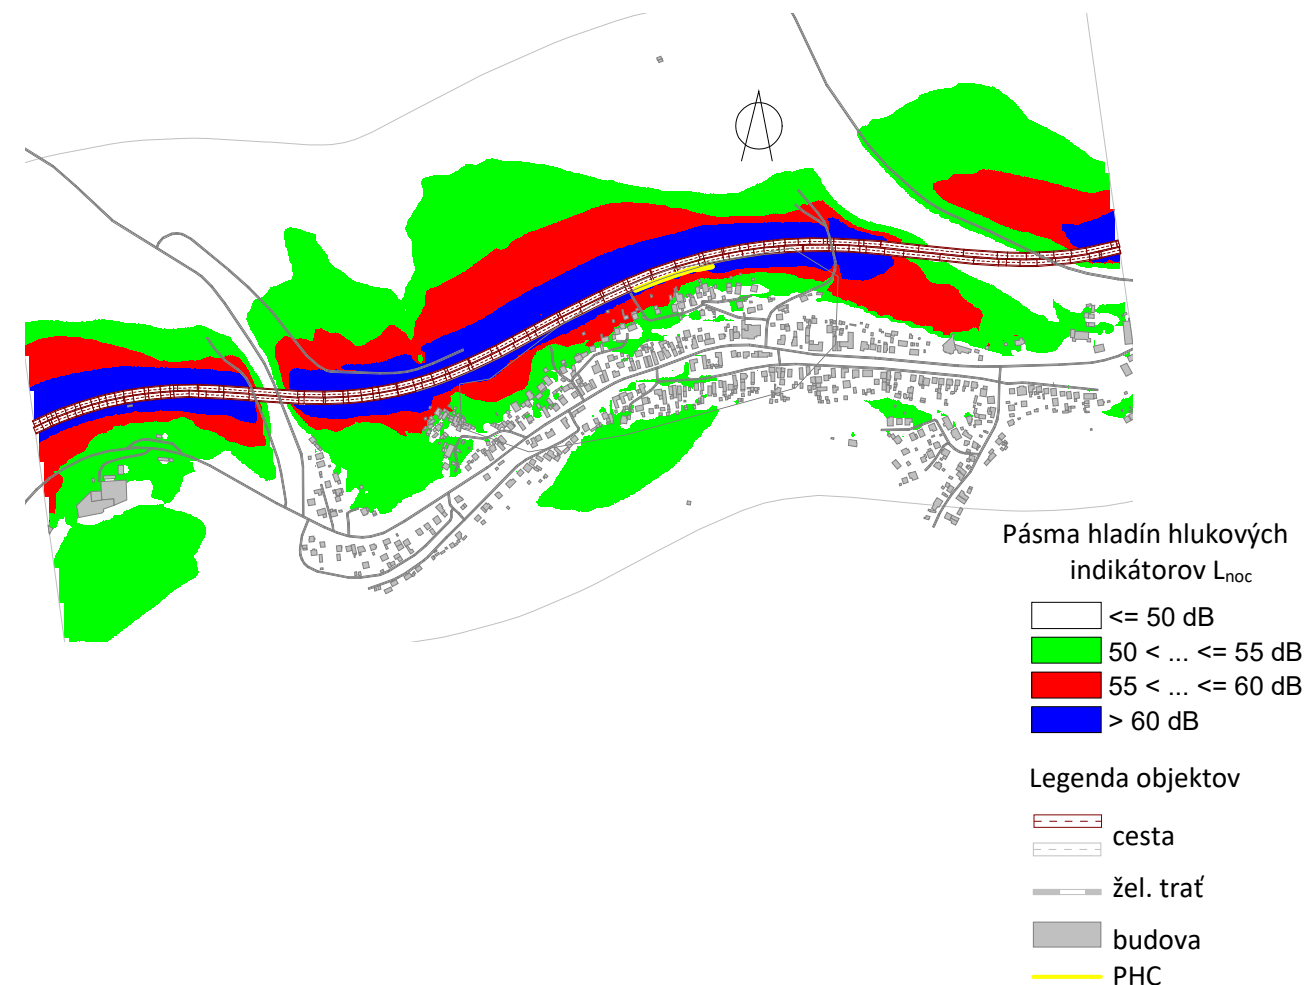 Pásma hladín hlukových
indikátorov Lnoc
<= 50 dB
50 < ... <= 55 dB
55 < ... <= 60 dB
> 60 dB
Legenda objektov
cesta
žel. trať
budova
PHC